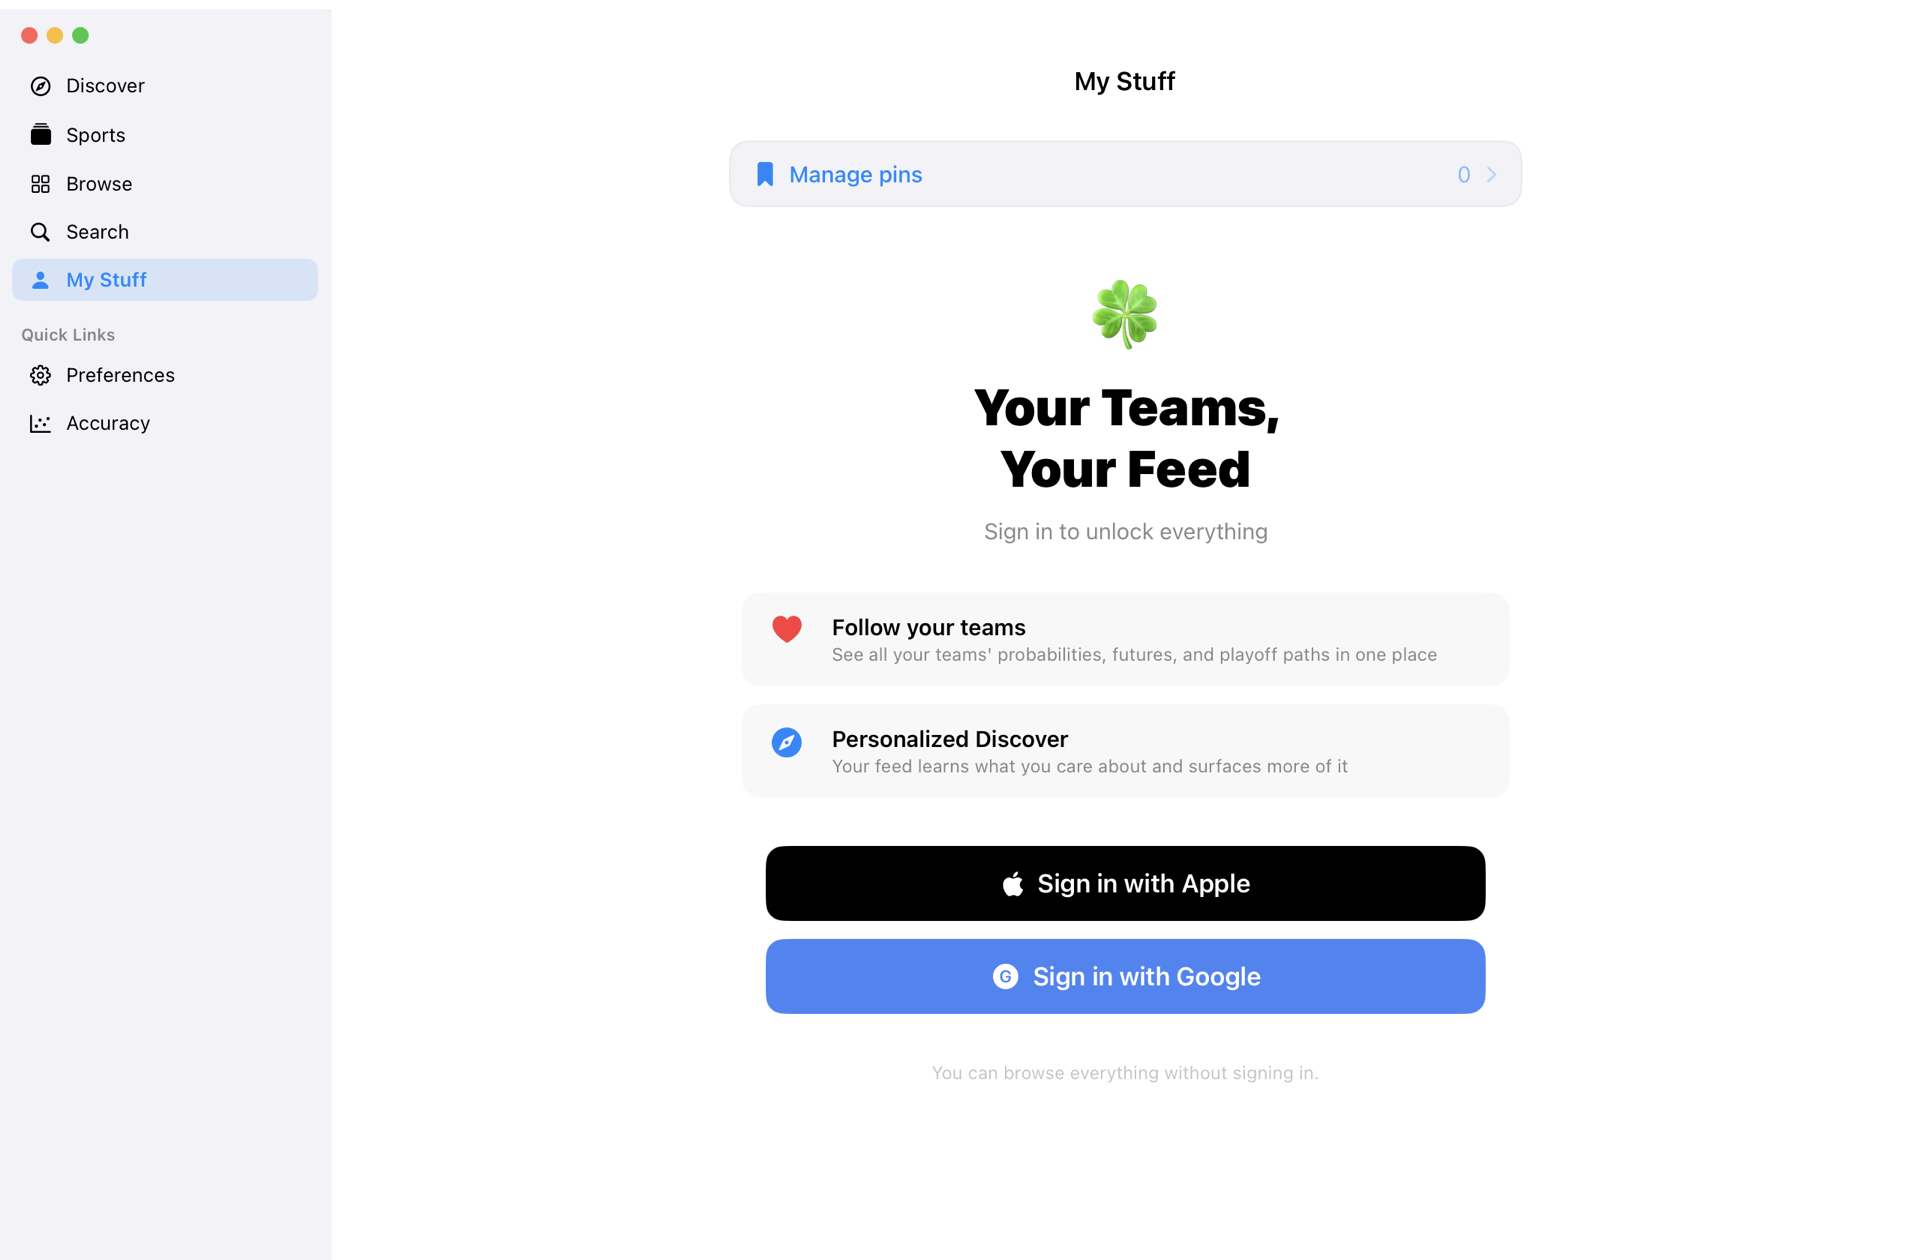 Discover
Sports
Browse
Search
My Stuff
Quick Links
Preferences
Accuracy
My Stuff
Manage pins
0
Your Teams,
Your Feed
Sign in to unlock everything
Follow your teams
See all your teams' probabilities, futures, and playoff paths in one place
Personalized Discover
Your feed learns what you care about and surfaces more of it
Sign in with Apple
G Sign in with Google
You can browse everything without signing in.